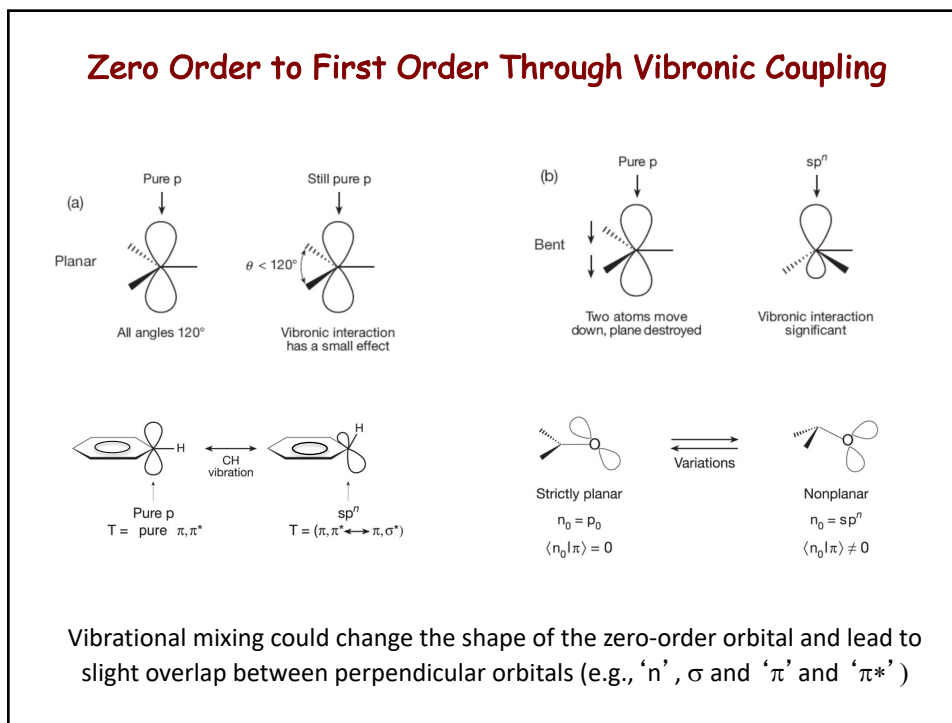 Zero Order to First Order Through Vibronic Coupling
(a)
Planar
Pure p
All angles 120°
Still pure p
θ < 120°
Vibronic interaction
has a small effect
(b)
Bent
Pure p
Two atoms move
down, plane destroyed
spⁿ
Vibronic interaction
significant
H
CH
vibration
H
Pure p
T = pure π,π*
spⁿ
T = (π,π*⟷π,σ*)
O
Strictly planar
n₀ = p₀
⟨n₀|π⟩ = 0
Variations
O
Nonplanar
n₀ = spⁿ
⟨n₀|π⟩ ≠ 0
Vibrational mixing could change the shape of the zero-order orbital and lead to
slight overlap between perpendicular orbitals (e.g., ‘n’, σ and ‘π’ and ‘π*’)